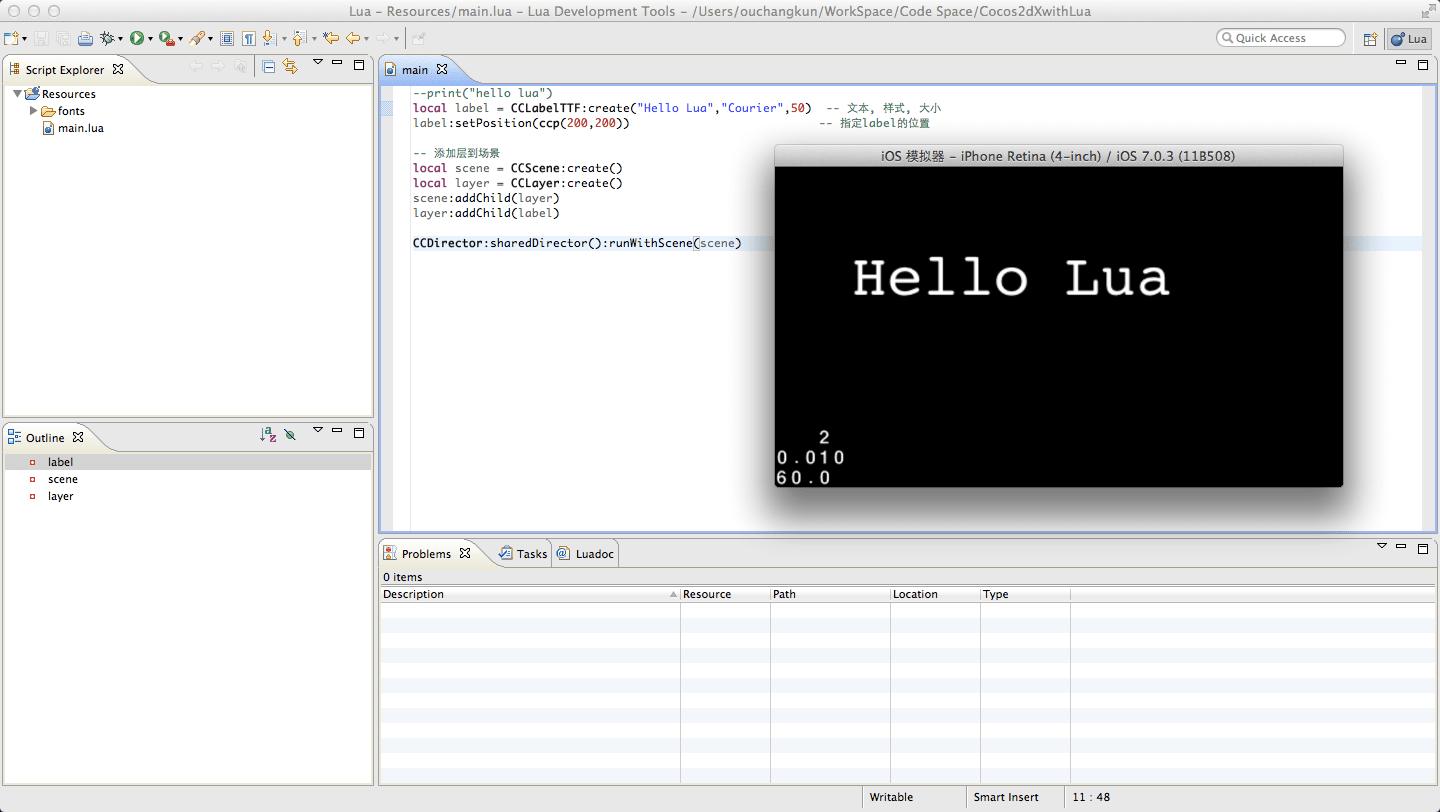 Lua – Resources/main.lua – Lua Development Tools – /Users/ouchangkun/WorkSpace/Code Space/Cocos2dXwithLua
Quick Access
Lua
Script Explorer
Resources
fonts
main.lua
main
--print("hello lua")
local label = CCLabelTTF:create("Hello Lua","Courier",50)  -- 文本, 样式, 大小
label:setPosition(ccp(200,200))  -- 指定label的位置
-- 添加层到场景
local scene = CCScene:create()
local layer = CCLayer:create()
scene:addChild(layer)
layer:addChild(label)
CCDirector:sharedDirector():runWithScene(scene)
iOS 模拟器 – iPhone Retina (4-inch) / iOS 7.0.3 (11B508)
Hello Lua
2
0.010
60.0
Outline
label
scene
layer
Problems
Tasks
Luadoc
0 items
Description Resource Path Location Type
Writable
Smart Insert
11 : 48